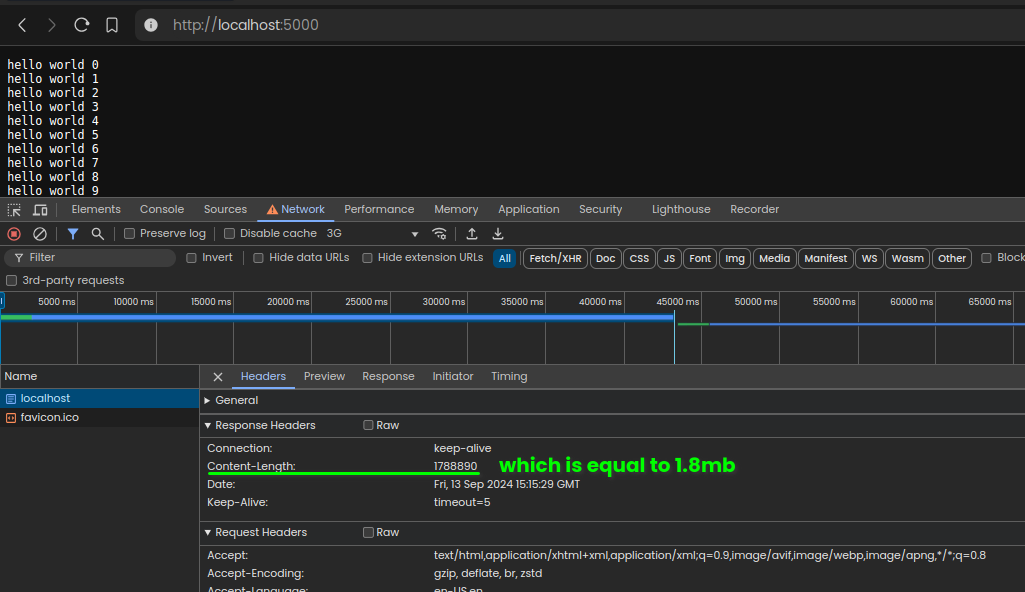 http://localhost:5000
hello world 0
hello world 1
hello world 2
hello world 3
hello world 4
hello world 5
hello world 6
hello world 7
hello world 8
hello world 9
Elements Console Sources Network Performance Memory Application Security Lighthouse Recorder
Preserve log Disable cache 3G
Filter Invert Hide data URLs Hide extension URLs All Fetch/XHR Doc CSS JS Font Img Media Manifest WS Wasm Other Block
3rd-party requests
5000 ms 10000 ms 15000 ms 20000 ms 25000 ms 30000 ms 35000 ms 40000 ms 45000 ms 50000 ms 55000 ms 60000 ms 65000 ms
Name Headers Preview Response Initiator Timing
localhost
favicon.ico
General
Response Headers Raw
Connection: keep-alive
Content-Length: 1788890 which is equal to 1.8mb
Date: Fri, 13 Sep 2024 15:15:29 GMT
Keep-Alive: timeout=5
Request Headers Raw
Accept: text/html,application/xhtml+xml,application/xml;q=0.9,image/avif,image/webp,image/apng,*/*;q=0.8
Accept-Encoding: gzip, deflate, br, zstd
Accept-Language: en-US,en